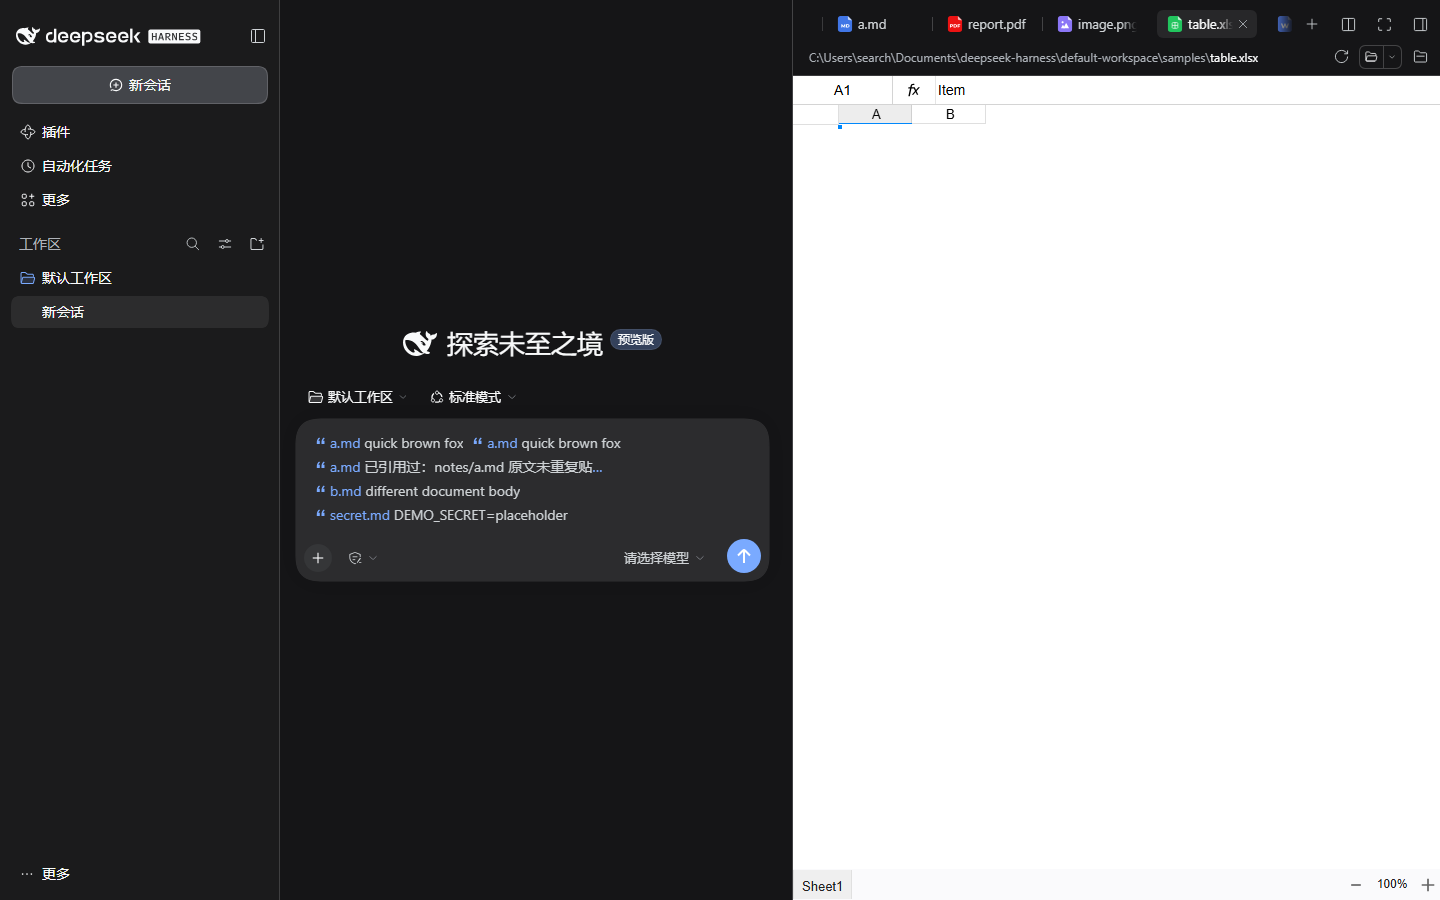 deepseek HARNESS
新会话
插件
自动化任务
更多
工作区
默认工作区
新会话
更多
探索未至之境 预览版
默认工作区 标准模式
“ a.md quick brown fox “ a.md quick brown fox
“ a.md 已引用过：notes/a.md 原文未重复贴...
“ b.md different document body
“ secret.md DEMO_SECRET=placeholder
请选择模型
a.md report.pdf image.png table.xls
C:\Users\search\Documents\deepseek-harness\default-workspace\samples\table.xlsx
A1 fx Item
A B
Sheet1 100%